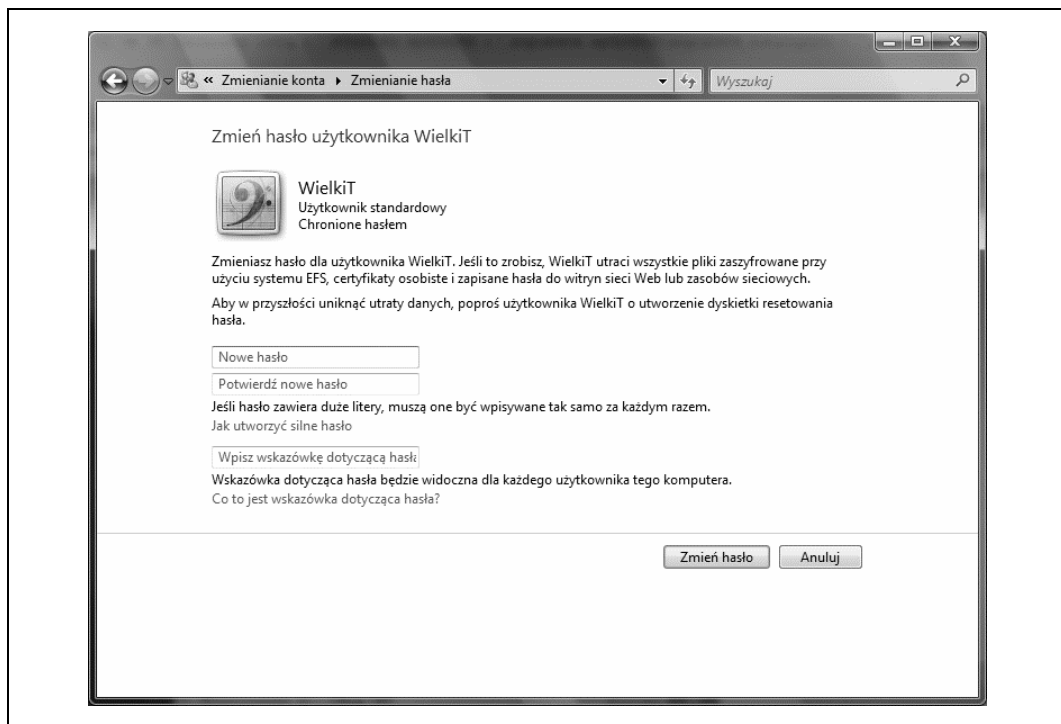 « Zmienianie konta ▸ Zmienianie hasła
Wyszukaj
Zmień hasło użytkownika WielkiT
WielkiT
Użytkownik standardowy
Chronione hasłem
Zmieniasz hasło dla użytkownika WielkiT. Jeśli to zrobisz, WielkiT utraci wszystkie pliki zaszyfrowane przy
użyciu systemu EFS, certyfikaty osobiste i zapisane hasła do witryn sieci Web lub zasobów sieciowych.
Aby w przyszłości uniknąć utraty danych, poproś użytkownika WielkiT o utworzenie dyskietki resetowania
hasła.
Nowe hasło
Potwierdź nowe hasło
Jeśli hasło zawiera duże litery, muszą one być wpisywane tak samo za każdym razem.
Jak utworzyć silne hasło
Wpisz wskazówkę dotyczącą hasła
Wskazówka dotycząca hasła będzie widoczna dla każdego użytkownika tego komputera.
Co to jest wskazówka dotycząca hasła?
Zmień hasło
Anuluj